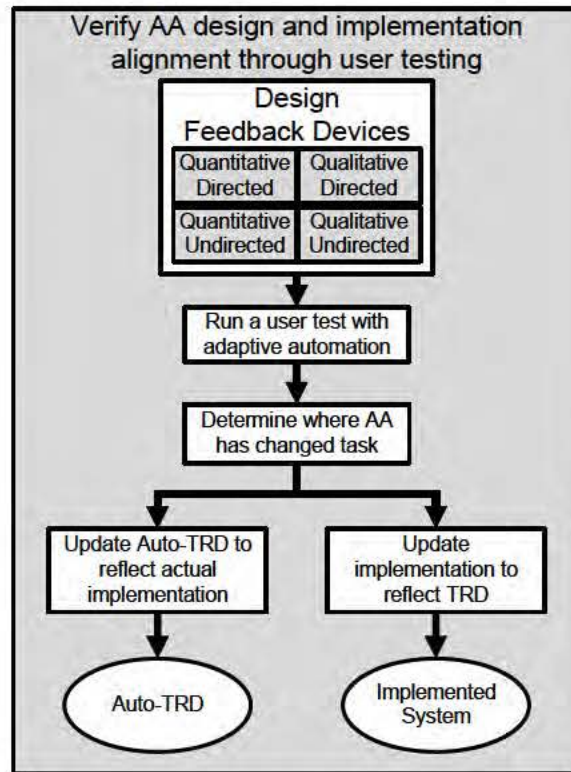 Verify AA design and implementation
alignment through user testing
Design
Feedback Devices
Quantitative
Directed
Qualitative
Directed
Quantitative
Undirected
Qualitative
Undirected
Run a user test with
adaptive automation
Determine where AA
has changed task
Update Auto-TRD to
reflect actual
implementation
Update
implementation to
reflect TRD
Auto-TRD
Implemented
System